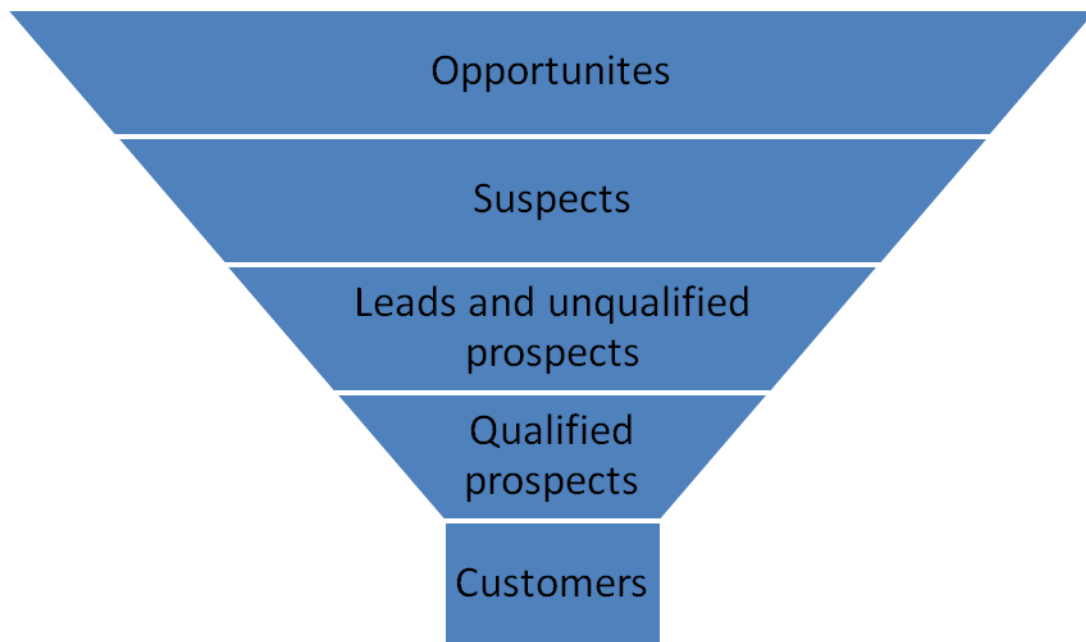 Opportunites
Suspects
Leads and unqualified
prospects
Qualified
prospects
Customers